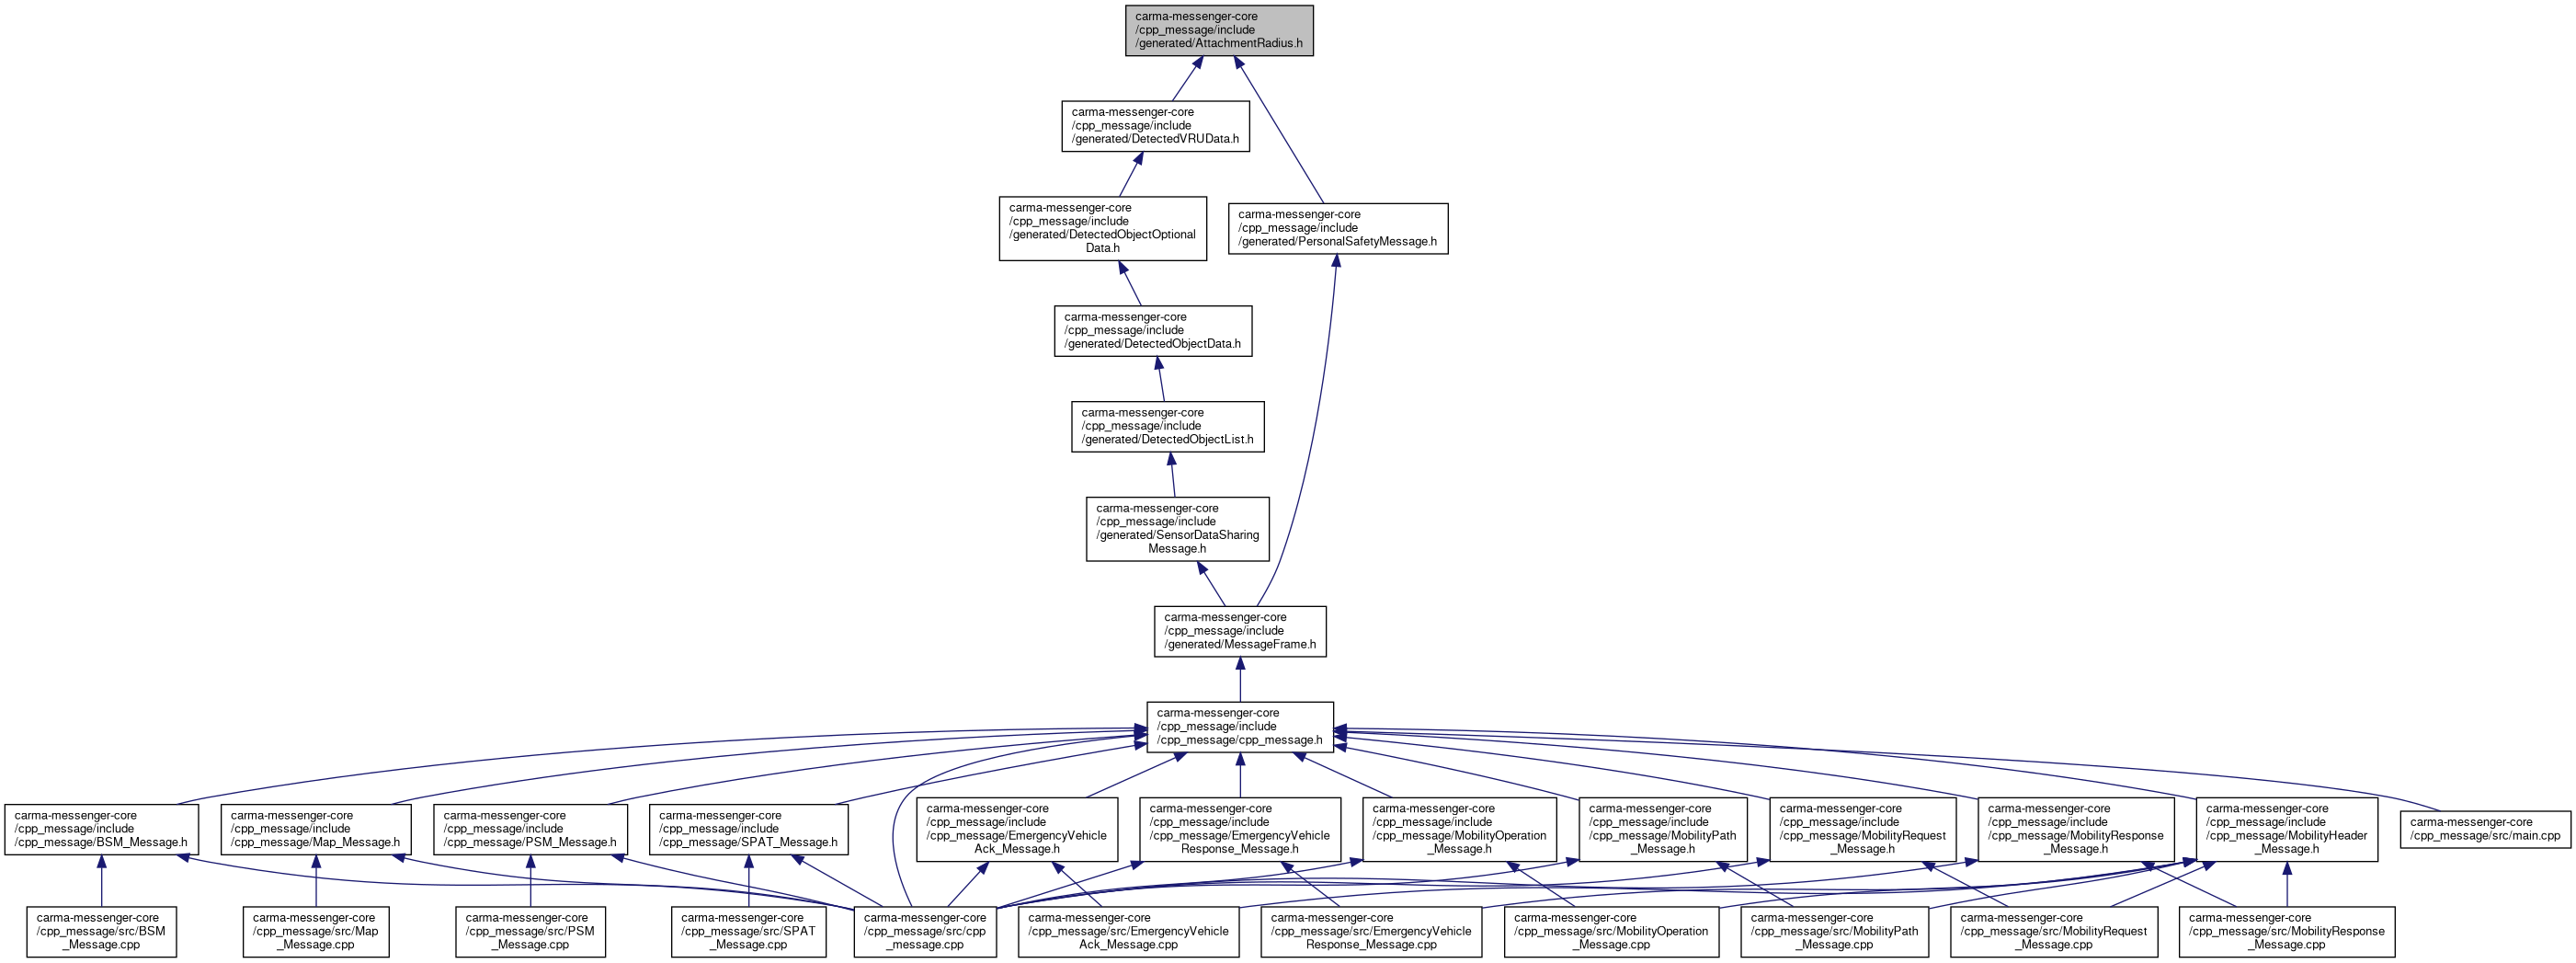 carma-messenger-core
/cpp_message/include
/generated/AttachmentRadius.h
carma-messenger-core
/cpp_message/include
/generated/DetectedVRUData.h
carma-messenger-core
/cpp_message/include
/generated/DetectedObjectOptional
Data.h
carma-messenger-core
/cpp_message/include
/generated/PersonalSafetyMessage.h
carma-messenger-core
/cpp_message/include
/generated/DetectedObjectData.h
carma-messenger-core
/cpp_message/include
/generated/DetectedObjectList.h
carma-messenger-core
/cpp_message/include
/generated/SensorDataSharing
Message.h
carma-messenger-core
/cpp_message/include
/generated/MessageFrame.h
carma-messenger-core
/cpp_message/include
/cpp_message/cpp_message.h
carma-messenger-core
/cpp_message/include
/cpp_message/BSM_Message.h
carma-messenger-core
/cpp_message/include
/cpp_message/Map_Message.h
carma-messenger-core
/cpp_message/include
/cpp_message/PSM_Message.h
carma-messenger-core
/cpp_message/include
/cpp_message/SPAT_Message.h
carma-messenger-core
/cpp_message/include
/cpp_message/EmergencyVehicle
Ack_Message.h
carma-messenger-core
/cpp_message/include
/cpp_message/EmergencyVehicle
Response_Message.h
carma-messenger-core
/cpp_message/include
/cpp_message/MobilityOperation
_Message.h
carma-messenger-core
/cpp_message/include
/cpp_message/MobilityPath
_Message.h
carma-messenger-core
/cpp_message/include
/cpp_message/MobilityRequest
_Message.h
carma-messenger-core
/cpp_message/include
/cpp_message/MobilityResponse
_Message.h
carma-messenger-core
/cpp_message/include
/cpp_message/MobilityHeader
_Message.h
carma-messenger-core
/cpp_message/src/main.cpp
carma-messenger-core
/cpp_message/src/BSM
_Message.cpp
carma-messenger-core
/cpp_message/src/Map
_Message.cpp
carma-messenger-core
/cpp_message/src/PSM
_Message.cpp
carma-messenger-core
/cpp_message/src/SPAT
_Message.cpp
carma-messenger-core
/cpp_message/src/cpp
_message.cpp
carma-messenger-core
/cpp_message/src/EmergencyVehicle
Ack_Message.cpp
carma-messenger-core
/cpp_message/src/EmergencyVehicle
Response_Message.cpp
carma-messenger-core
/cpp_message/src/MobilityOperation
_Message.cpp
carma-messenger-core
/cpp_message/src/MobilityPath
_Message.cpp
carma-messenger-core
/cpp_message/src/MobilityRequest
_Message.cpp
carma-messenger-core
/cpp_message/src/MobilityResponse
_Message.cpp